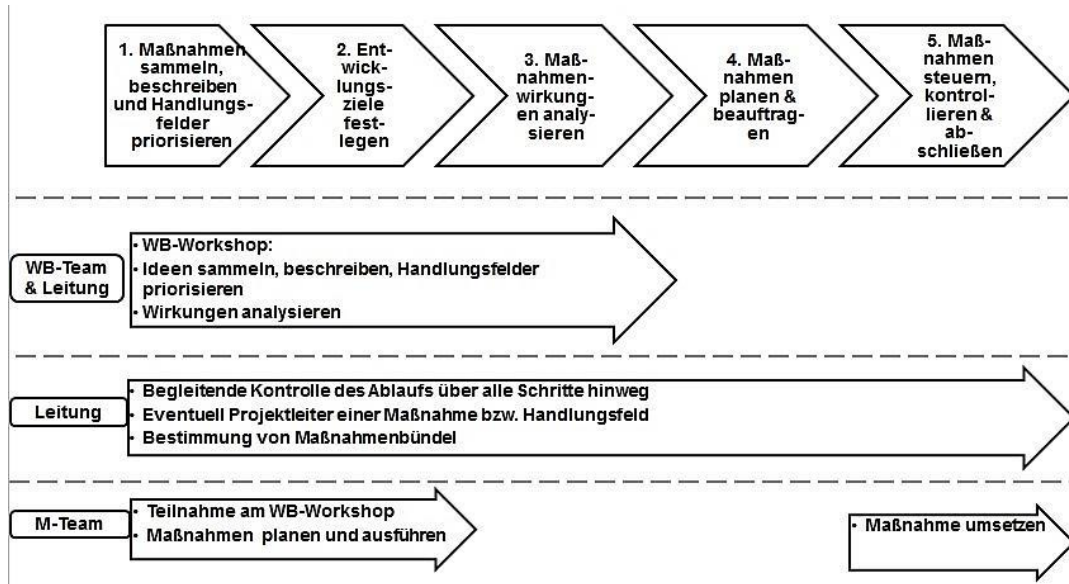 1. Maßnahmen
sammeln,
beschreiben
und Handlungs-
felder
priorisieren
2. Ent-
wick-
lungs-
ziele
fest-
legen
3. Maß-
nahmen-
wirkung-
en analy-
sieren
4. Maß-
nahmen
planen &
beauftrag-
en
5. Maß-
nahmen
steuern,
kontrol-
lieren &
ab-
schließen
WB-Team
& Leitung
• WB-Workshop:
• Ideen sammeln, beschreiben, Handlungsfelder
priorisieren
• Wirkungen analysieren
Leitung
• Begleitende Kontrolle des Ablaufs über alle Schritte hinweg
• Eventuell Projektleiter einer Maßnahme bzw. Handlungsfeld
• Bestimmung von Maßnahmenbündel
M-Team
• Teilnahme am WB-Workshop
• Maßnahmen planen und ausführen
• Maßnahme umsetzen